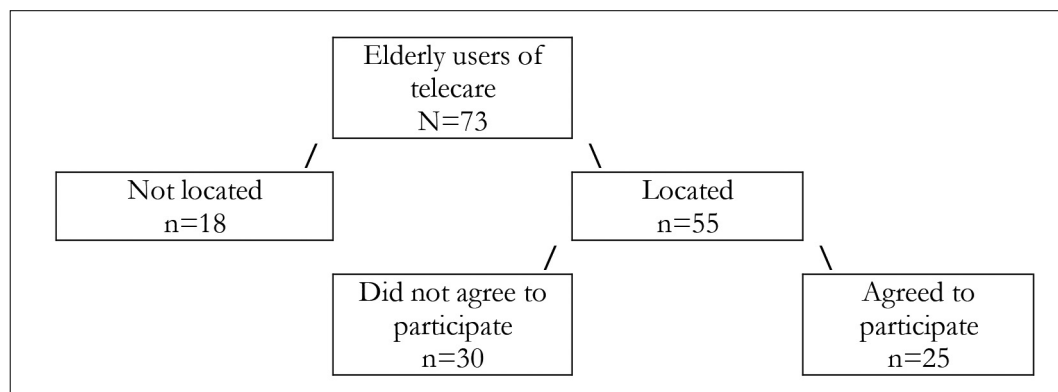 Elderly users of
telecare
N=73
Not located
n=18
Located
n=55
Did not agree to
participate
n=30
Agreed to
participate
n=25